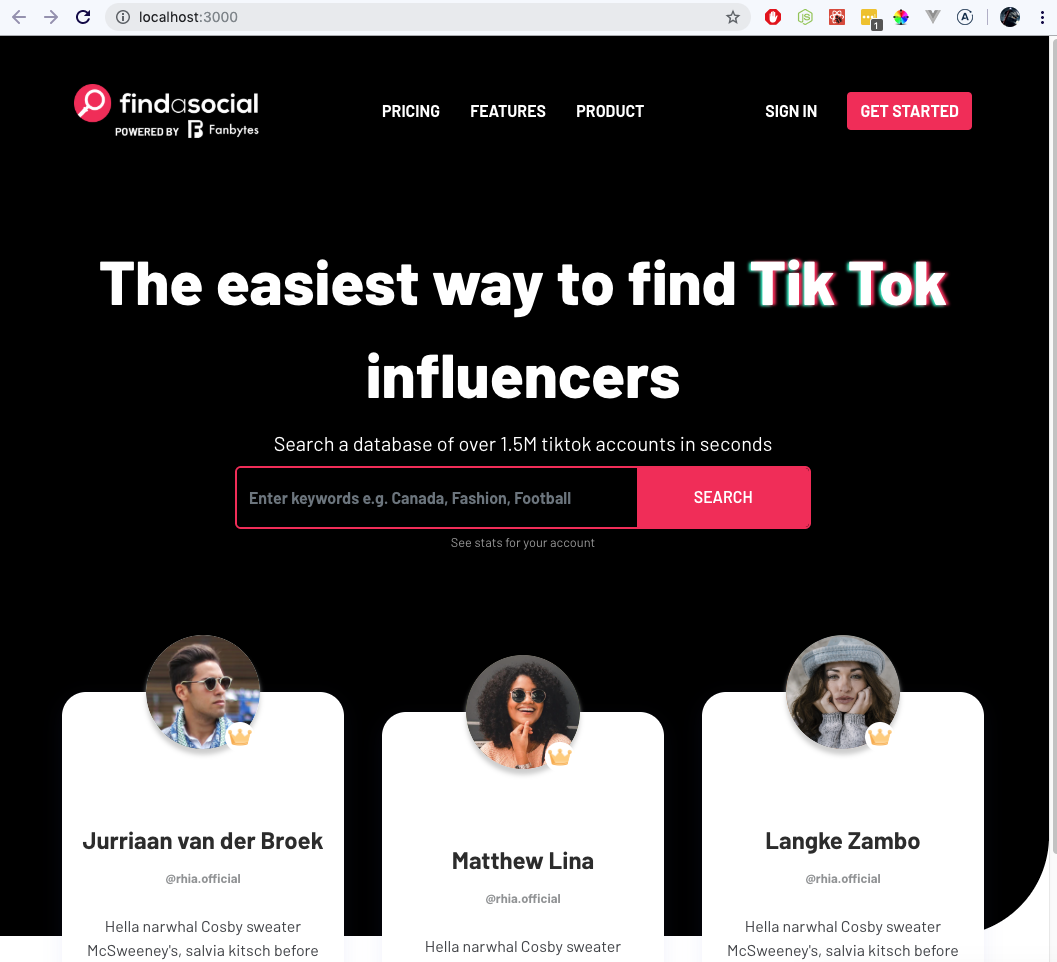 localhost:3000
1
findasocial
POWERED BY Fanbytes
PRICING FEATURES PRODUCT
SIGN IN GET STARTED
The easiest way to find Tik Tok
influencers
Search a database of over 1.5M tiktok accounts in seconds
Enter keywords e.g. Canada, Fashion, Football SEARCH
See stats for your account
Jurriaan van der Broek
@rhia.official
Hella narwhal Cosby sweater
McSweeney's, salvia kitsch before
Matthew Lina
@rhia.official
Hella narwhal Cosby sweater
Langke Zambo
@rhia.official
Hella narwhal Cosby sweater
McSweeney's, salvia kitsch before